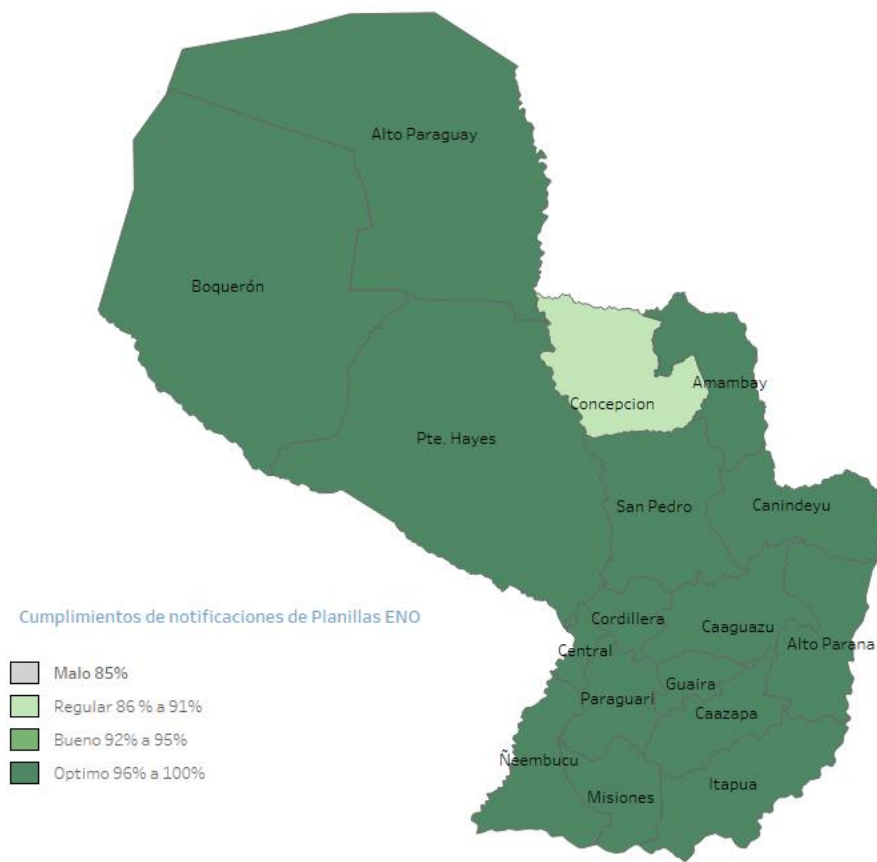 Alto Paraguay
Boquerón
Amambay
Concepcion
Pte. Hayes
San Pedro
Canindeyu
Cordillera
Caaguazu
Alto Parana
Central
Guaira
Paraguari
Caazapa
Ñeembucu
Itapua
Misiones
Cumplimientos de notificaciones de Planillas ENO
Malo 85%
Regular 86 % a 91%
Bueno 92% a 95%
Optimo 96% a 100%